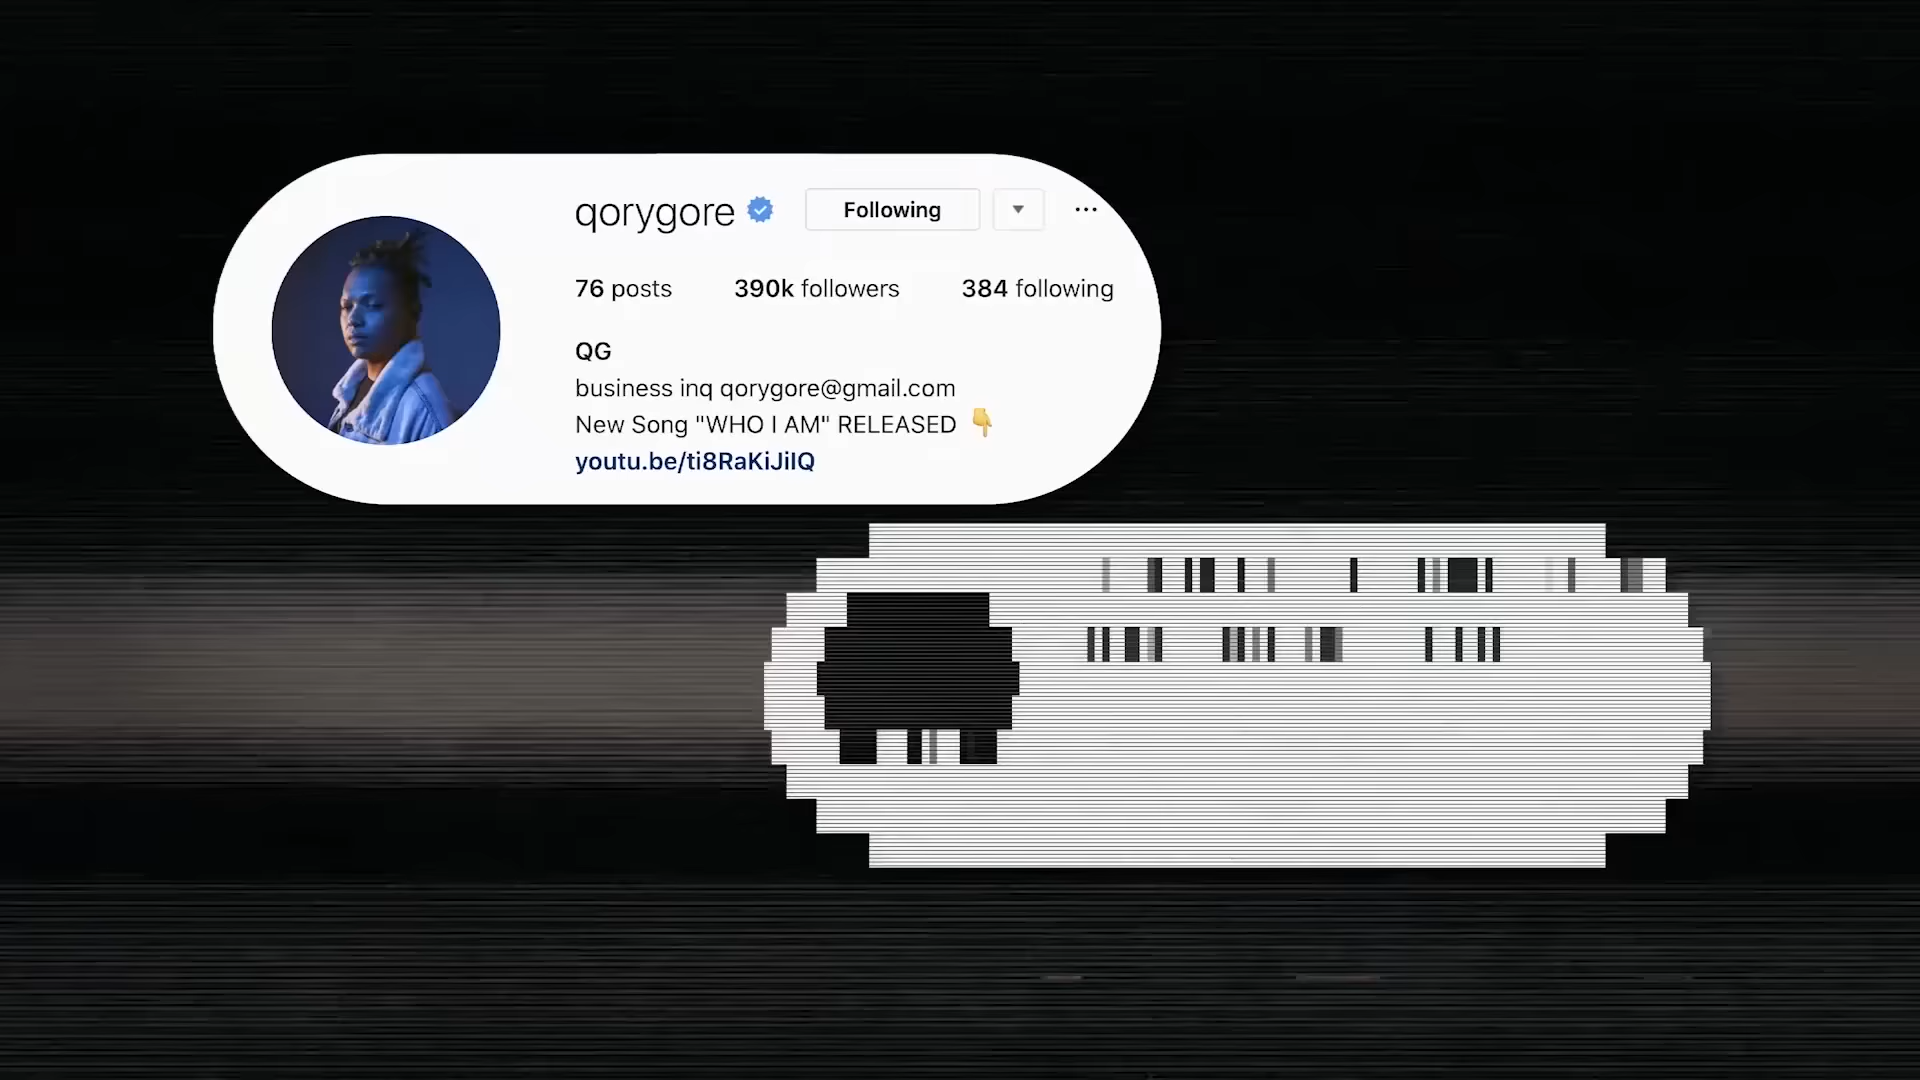 qorygore Following ...
76 posts 390k followers 384 following
QG
business inq qorygore@gmail.com
New Song "WHO I AM" RELEASED 👇
youtu.be/ti8RaKiJiIQ